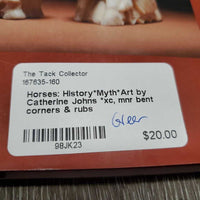 The Tack Collector
167635-160
Horses: History*Myth*Art by
Catherine Johns *xc, mnr bent
corners & rubs
Greer
$20.00
98JK23